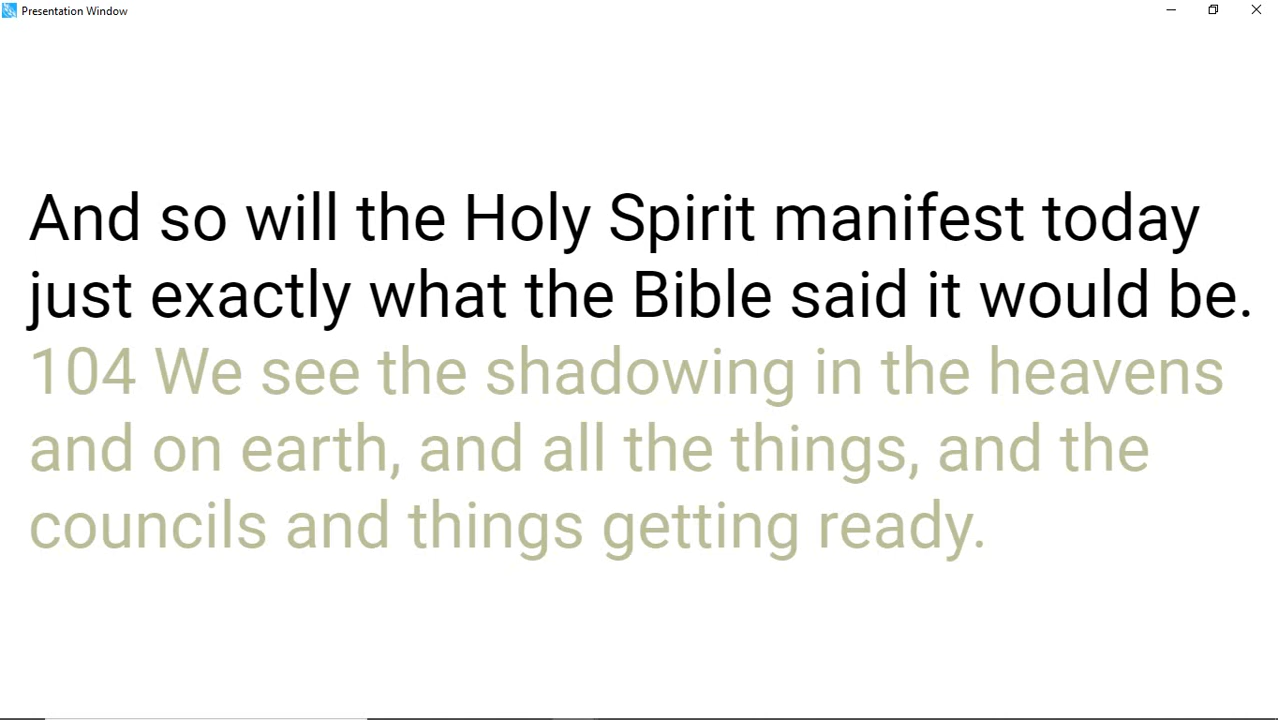 Presentation Window
And so will the Holy Spirit manifest today
just exactly what the Bible said it would be.
104 We see the shadowing in the heavens
and on earth, and all the things, and the
councils and things getting ready.